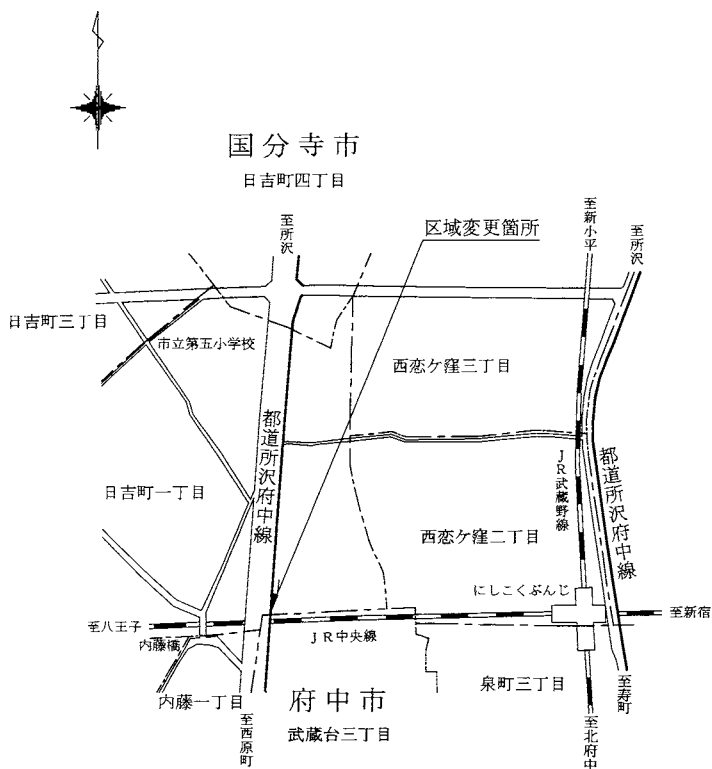 国分寺市
日吉町四丁目
至所沢
区域変更箇所
至新小平
至所沢
日吉町三丁目
市立第五小学校
西恋ケ窪三丁目
都道所沢府中線
都道所沢府中線
JR武蔵野線
日吉町一丁目
西恋ケ窪二丁目
にしこくぶんじ
至八王子
至新宿
内藤橋
JR中央線
内藤一丁目
府中市
泉町三丁目
至西原町
武蔵台三丁目
至北府中
至寿町